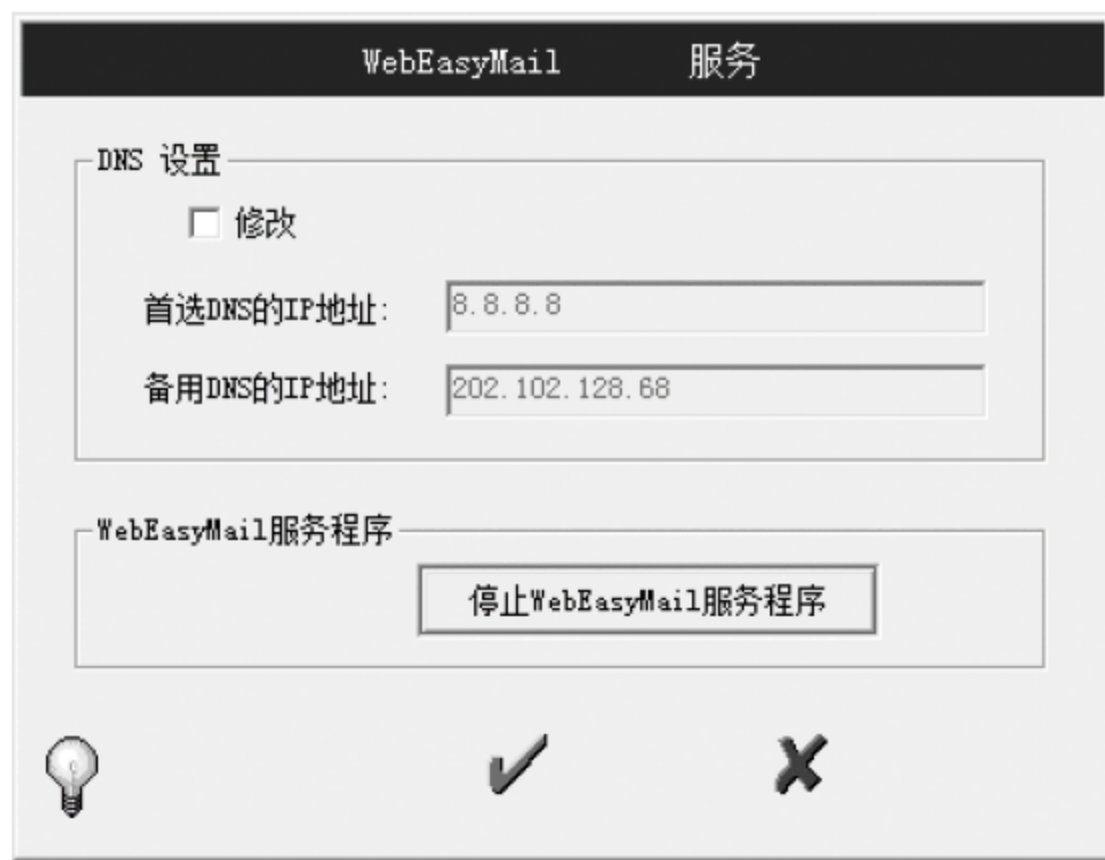 WebEasyMail 服务
DNS 设置
修改
首选DNS的IP地址:
8.8.8.8
备用DNS的IP地址:
202.102.128.68
WebEasyMail服务程序
停止WebEasyMail服务程序